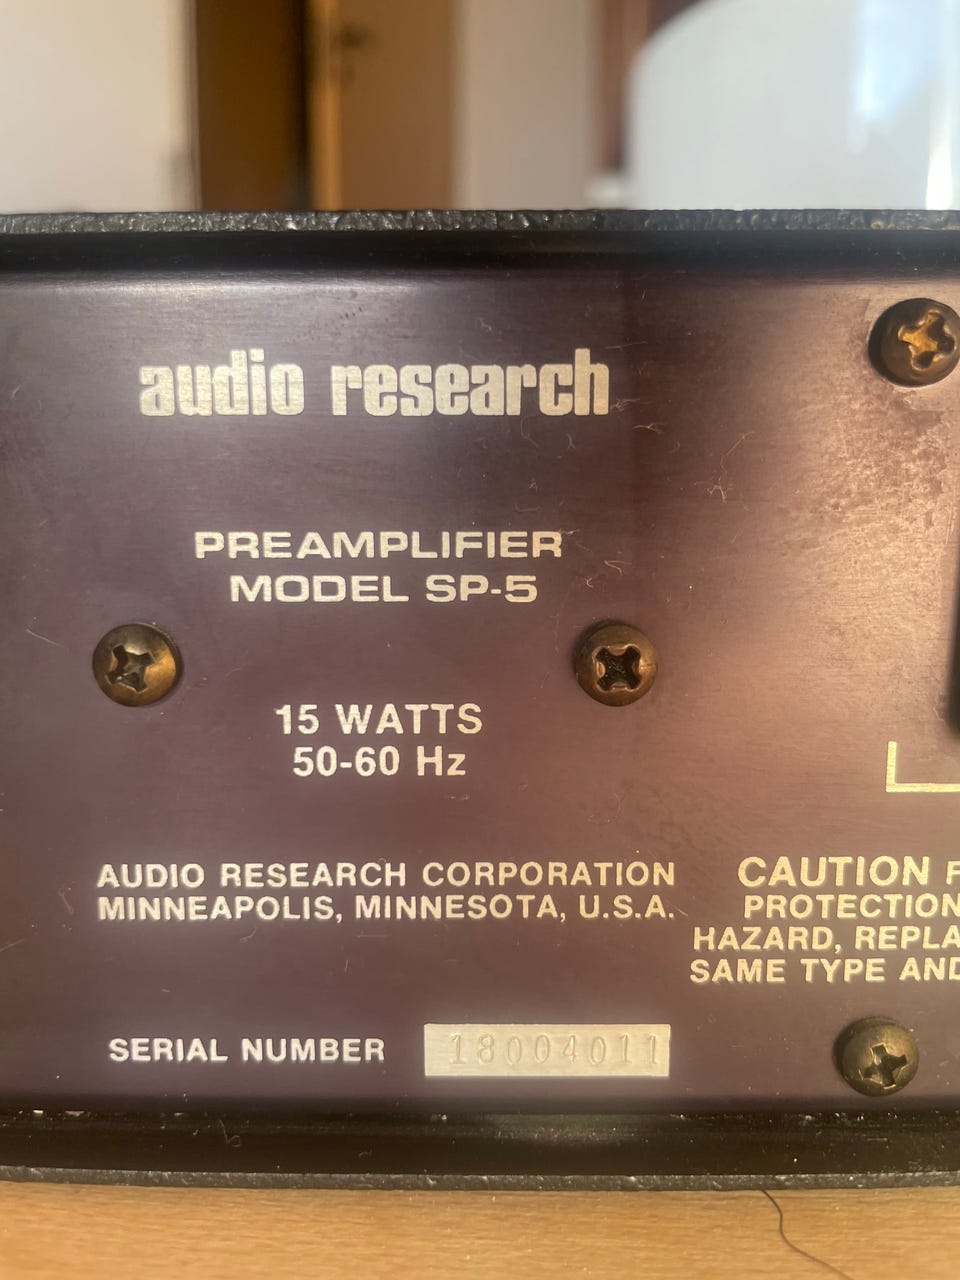 audio research
PREAMPLIFIER
MODEL SP-5
15 WATTS
50-60 Hz
AUDIO RESEARCH CORPORATION
MINNEAPOLIS, MINNESOTA, U.S.A.
SERIAL NUMBER 18004011
CAUTION
PROTECTION
HAZARD,
SAME TYPE AND